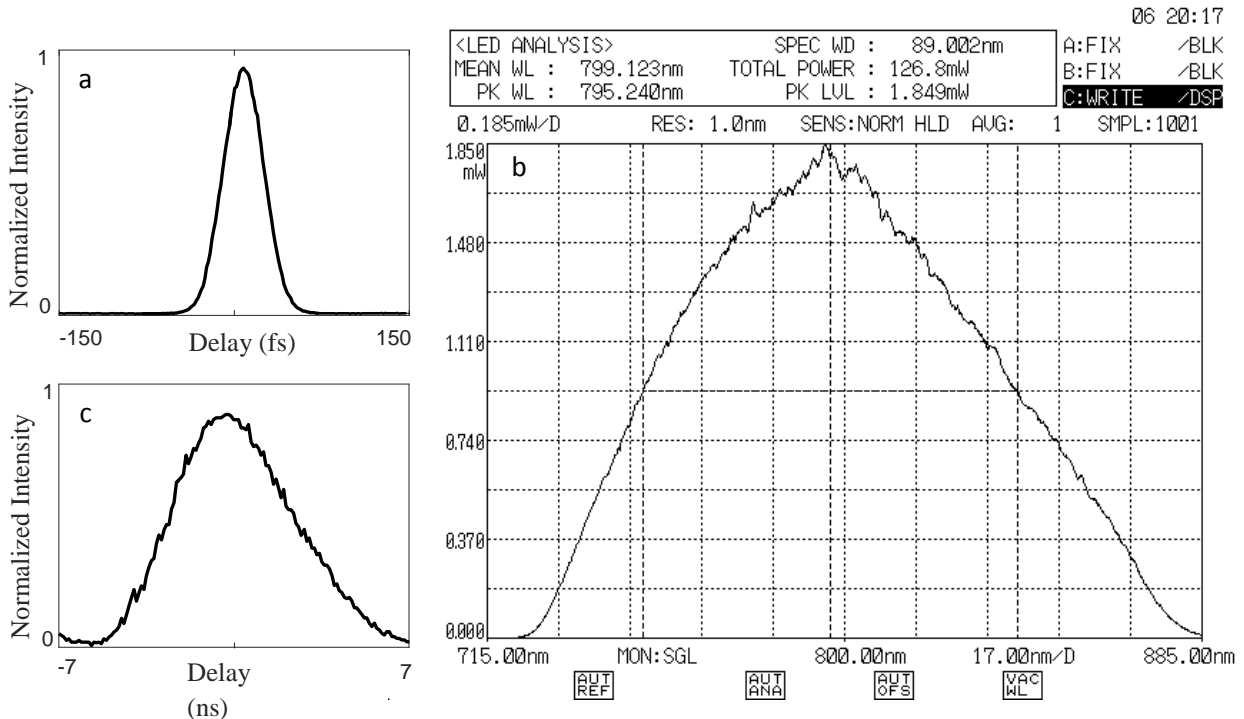 1
a
0
Normalized Intensity
-150
150
Delay (fs)
1
c
0
Normalized Intensity
-7
7
Delay
(ns)
06 20:17
<LED ANALYSIS> SPEC WD : 89.002nm
MEAN WL : 799.123nm TOTAL POWER : 126.8mW
PK WL : 795.240nm PK LVL : 1.849mW
A:FIX /BLK
B:FIX /BLK
C:WRITE /DSP
0.185mW/D RES: 1.0nm SENS:NORM HLD AVG: 1 SMPL:1001
1.850
mW
b
1.480
1.110
0.740
0.370
0.000
715.00nm MON:SGL 800.00nm 17.00nm/D 885.00nm
AUT
REF
AUT
ANA
AUT
OFS
VAC
WL